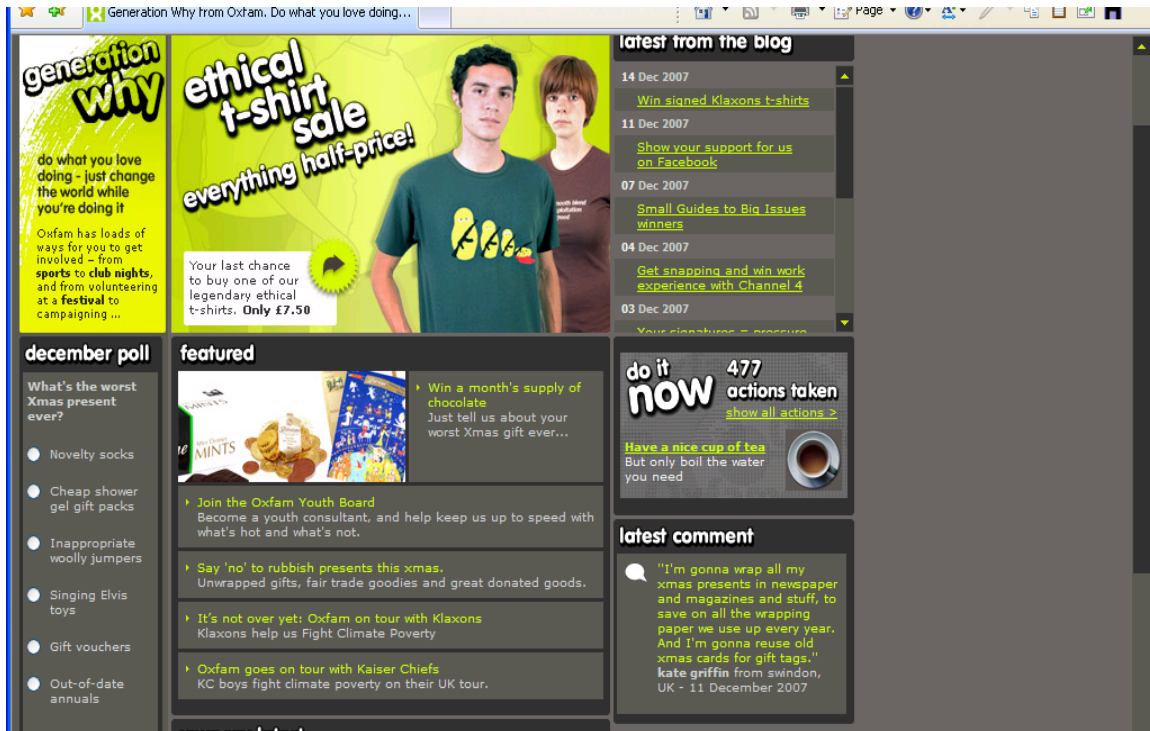 Generation Why from Oxfam. Do what you love doing...
Page
generation
why
do what you love
doing - just change
the world while
you're doing it
Oxfam has loads of
ways for you to get
involved – from
sports to club nights,
and from volunteering
at a festival to
campaigning ...
ethical
t-shirt
sale
everything half-price!
Your last chance
to buy one of our
legendary ethical
t-shirts. Only £7.50
latest from the blog
14 Dec 2007
Win signed Klaxons t-shirts
11 Dec 2007
Show your support for us
on Facebook
07 Dec 2007
Small Guides to Big Issues
winners
04 Dec 2007
Get snapping and win work
experience with Channel 4
03 Dec 2007
Your signatures = pressure
december poll
What's the worst
Xmas present
ever?
Novelty socks
Cheap shower
gel gift packs
Inappropriate
woolly jumpers
Singing Elvis
toys
Gift vouchers
Out-of-date
annuals
featured
MINTS
MINTS
Win a month's supply of
chocolate
Just tell us about your
worst Xmas gift ever...
Join the Oxfam Youth Board
Become a youth consultant, and help keep us up to speed with
what's hot and what's not.
Say 'no' to rubbish presents this xmas.
Unwrapped gifts, fair trade goodies and great donated goods.
It's not over yet: Oxfam on tour with Klaxons
Klaxons help us Fight Climate Poverty
Oxfam goes on tour with Kaiser Chiefs
KC boys fight climate poverty on their UK tour.
do it
now
477
actions taken
show all actions >
Have a nice cup of tea
But only boil the water
you need
latest comment
"I'm gonna wrap all my
xmas presents in newspaper
and magazines and stuff, to
save on all the wrapping
paper we use up every year.
And I'm gonna reuse old
xmas cards for gift tags."
kate griffin from swindon,
UK - 11 December 2007